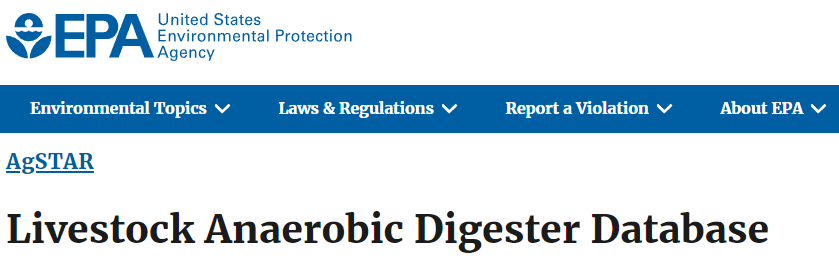 EPA
United States
Environmental Protection
Agency
Environmental Topics
Laws & Regulations
Report a Violation
About EPA
AgSTAR
Livestock Anaerobic Digester Database